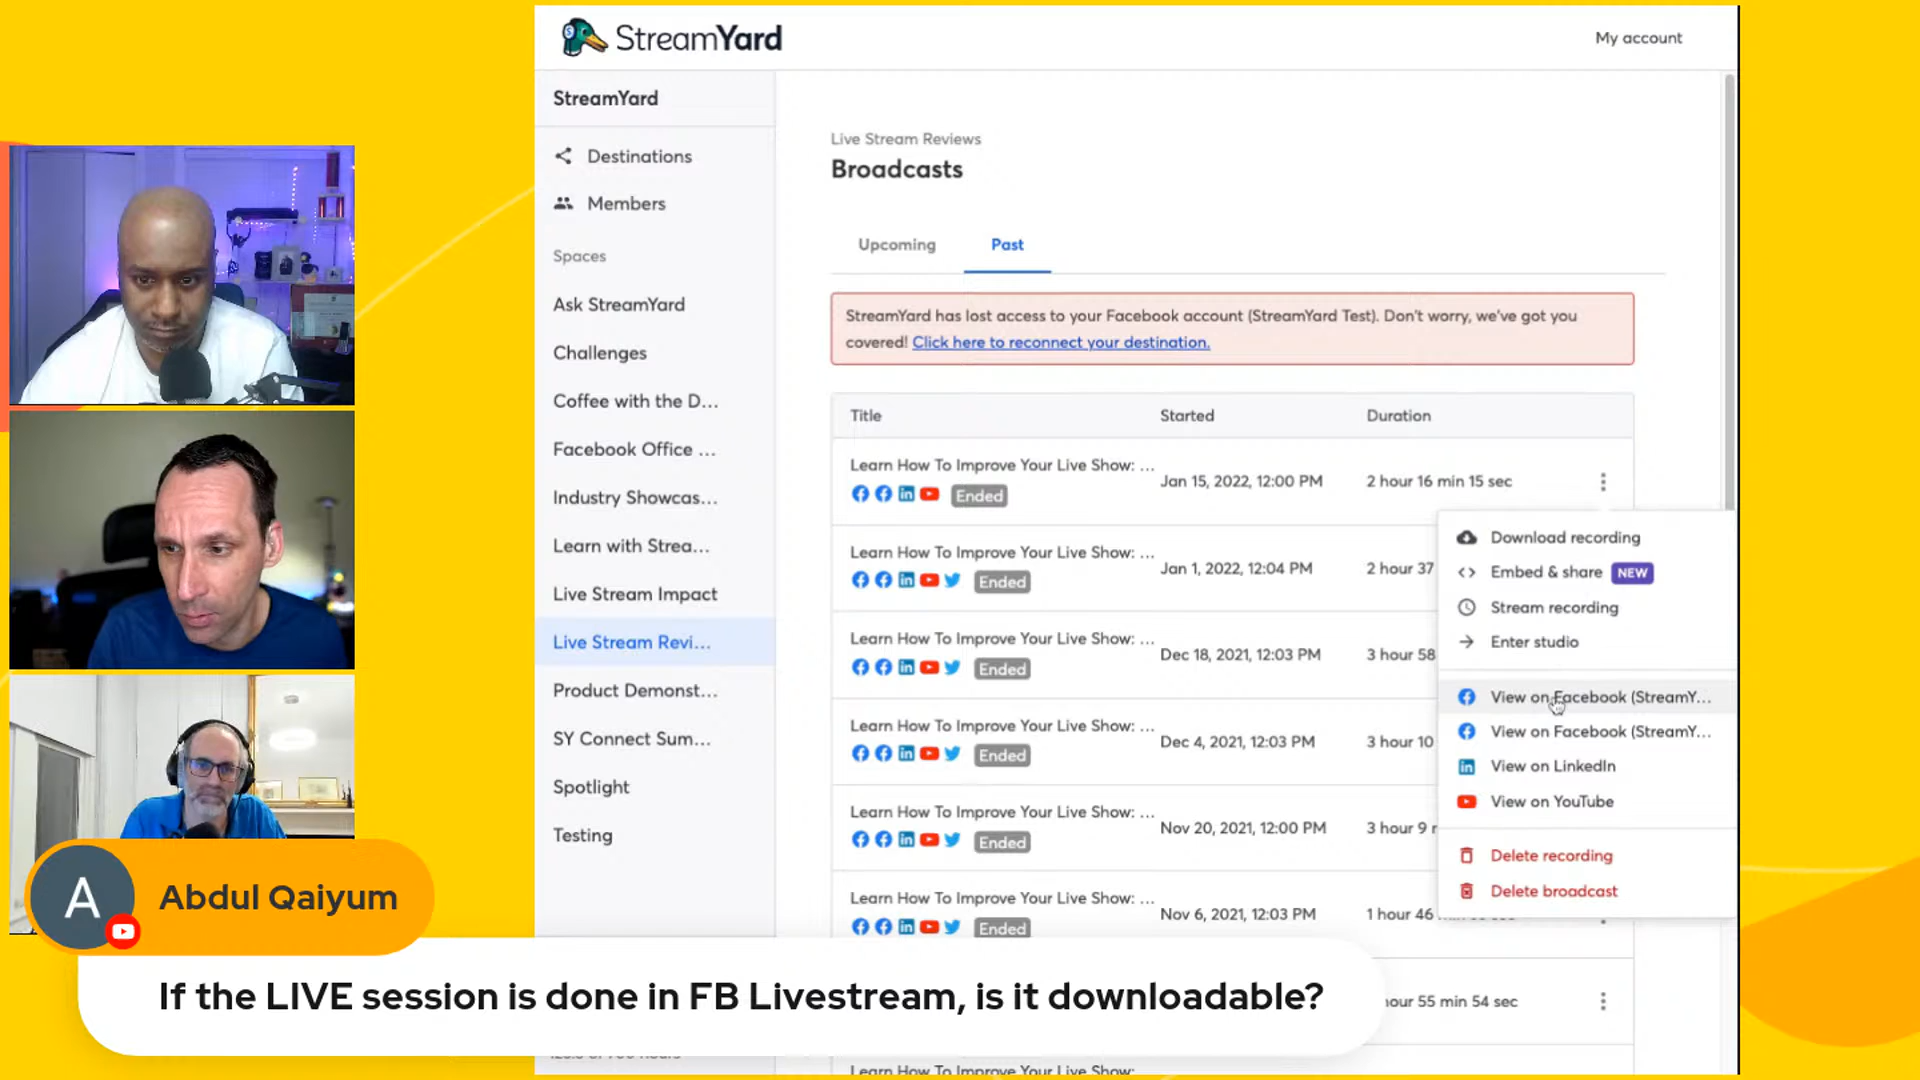 StreamYard
My account
StreamYard
Destinations
Members
Spaces
Ask StreamYard
Challenges
Coffee with the D...
Facebook Office ...
Industry Showcas...
Learn with Strea...
Live Stream Impact
Live Stream Revi...
Product Demonst...
SY Connect Sum...
Spotlight
Testing
Live Stream Reviews
Broadcasts
Upcoming Past
StreamYard has lost access to your Facebook account (StreamYard Test). Don't worry, we've got you
covered! Click here to reconnect your destination.
Title Started Duration
Learn How To Improve Your Live Show: ...
Ended
Jan 15, 2022, 12:00 PM
2 hour 16 min 15 sec
Learn How To Improve Your Live Show: ...
Ended
Jan 1, 2022, 12:04 PM
2 hour 37
Learn How To Improve Your Live Show: ...
Ended
Dec 18, 2021, 12:03 PM
3 hour 58
Learn How To Improve Your Live Show: ...
Ended
Dec 4, 2021, 12:03 PM
3 hour 10
Learn How To Improve Your Live Show: ...
Ended
Nov 20, 2021, 12:00 PM
3 hour 9
Learn How To Improve Your Live Show: ...
Ended
Nov 6, 2021, 12:03 PM
1 hour 46
hour 55 min 54 sec
Learn How To Improve Your Live Show: ...
Download recording
Embed & share NEW
Stream recording
Enter studio
View on Facebook (StreamY...
View on Facebook (StreamY...
View on LinkedIn
View on YouTube
Delete recording
Delete broadcast
A
Abdul Qaiyum
If the LIVE session is done in FB Livestream, is it downloadable?